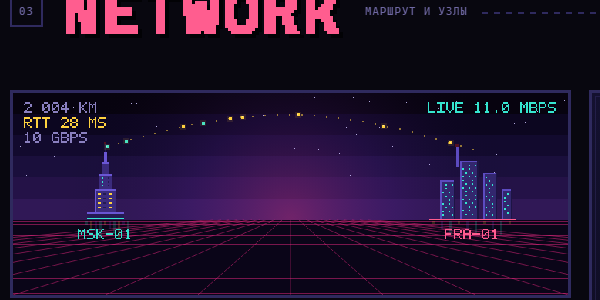 03
NETWORK
МАРШРУТ И УЗЛЫ
2 004 KM
RTT 28 MS
10 GBPS
LIVE 11.0 MBPS
MSK-01
FRA-01